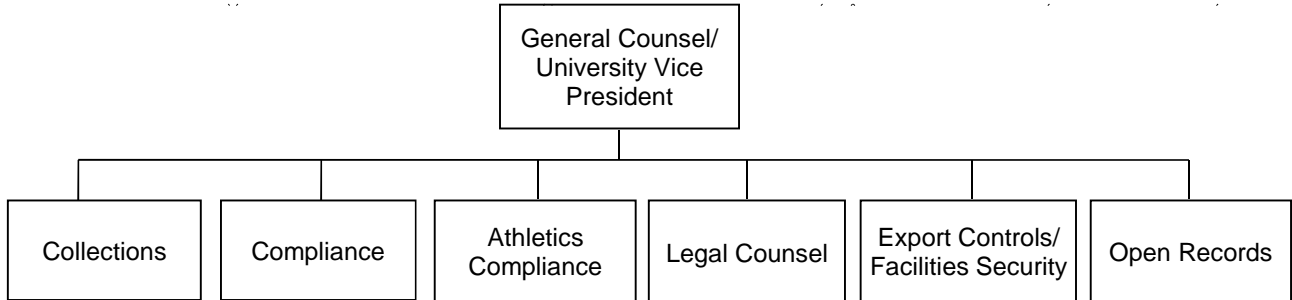 General Counsel/
University Vice
President
Collections
Compliance
Athletics
Compliance
Legal Counsel
Export Controls/
Facilities Security
Open Records